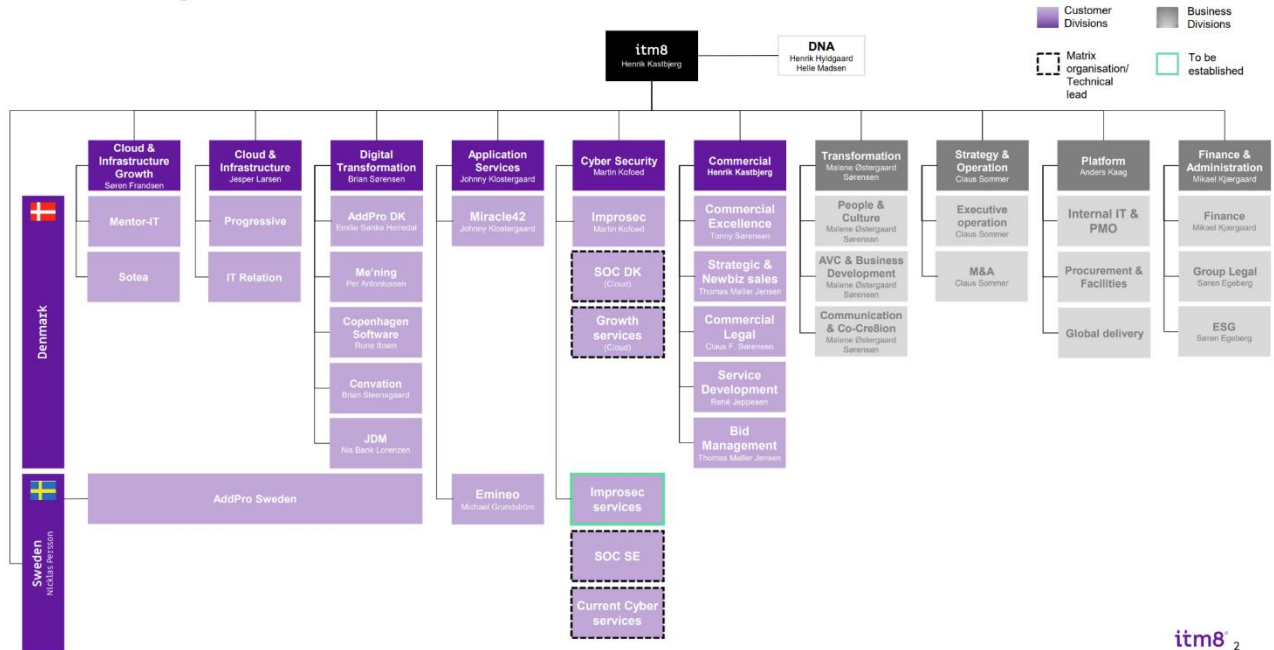 Customer
Divisions
Business
Divisions
Matrix
organisation/
Technical
lead
To be
established
itm8
Henrik Kastbjerg
DNA
Henrik Hyldgaard
Helle Madsen
Cloud &
Infrastructure
Growth
Søren Frandsen
Cloud &
Infrastructure
Jesper Larsen
Digital
Transformation
Brian Sørensen
Application
Services
Johnny Klostergaard
Cyber Security
Martin Kofoed
Commercial
Henrik Kastbjerg
Transformation
Malene Østergaard
Sørensen
Strategy &
Operation
Claus Sommer
Platform
Anders Kaag
Finance &
Administration
Mikael Kjærgaard
Denmark
Mentor-IT
Sotea
Progressive
IT Relation
AddPro DK
Emilie Sønke Heiredal
Me'ning
Per Antoniussen
Copenhagen
Software
Rune Ibsen
Cenvation
Brian Steensgaard
JDM
Nis Bank Lorenzen
Miracle42
Johnny Klostergaard
Improsec
Martin Kofoed
SOC DK
(Cloud)
Growth
services
(Cloud)
Commercial
Excellence
Tonny Sørensen
Strategic &
Newbiz sales
Thomas Møller Jensen
Commercial
Legal
Claus F. Sørensen
Service
Development
René Jeppesen
Bid
Management
Thomas Møller Jensen
People &
Culture
Malene Østergaard
Sørensen
AVC & Business
Development
Malene Østergaard
Sørensen
Communication
& Co-Cre8ion
Malene Østergaard
Sørensen
Executive
operation
Claus Sommer
M&A
Claus Sommer
Internal IT &
PMO
Procurement &
Facilities
Global delivery
Finance
Mikael Kjærgaard
Group Legal
Søren Egeberg
ESG
Søren Egeberg
Sweden
Nicklas Persson
AddPro Sweden
Emineo
Michael Grundström
Improsec
services
SOC SE
Current Cyber
services
itm8 2